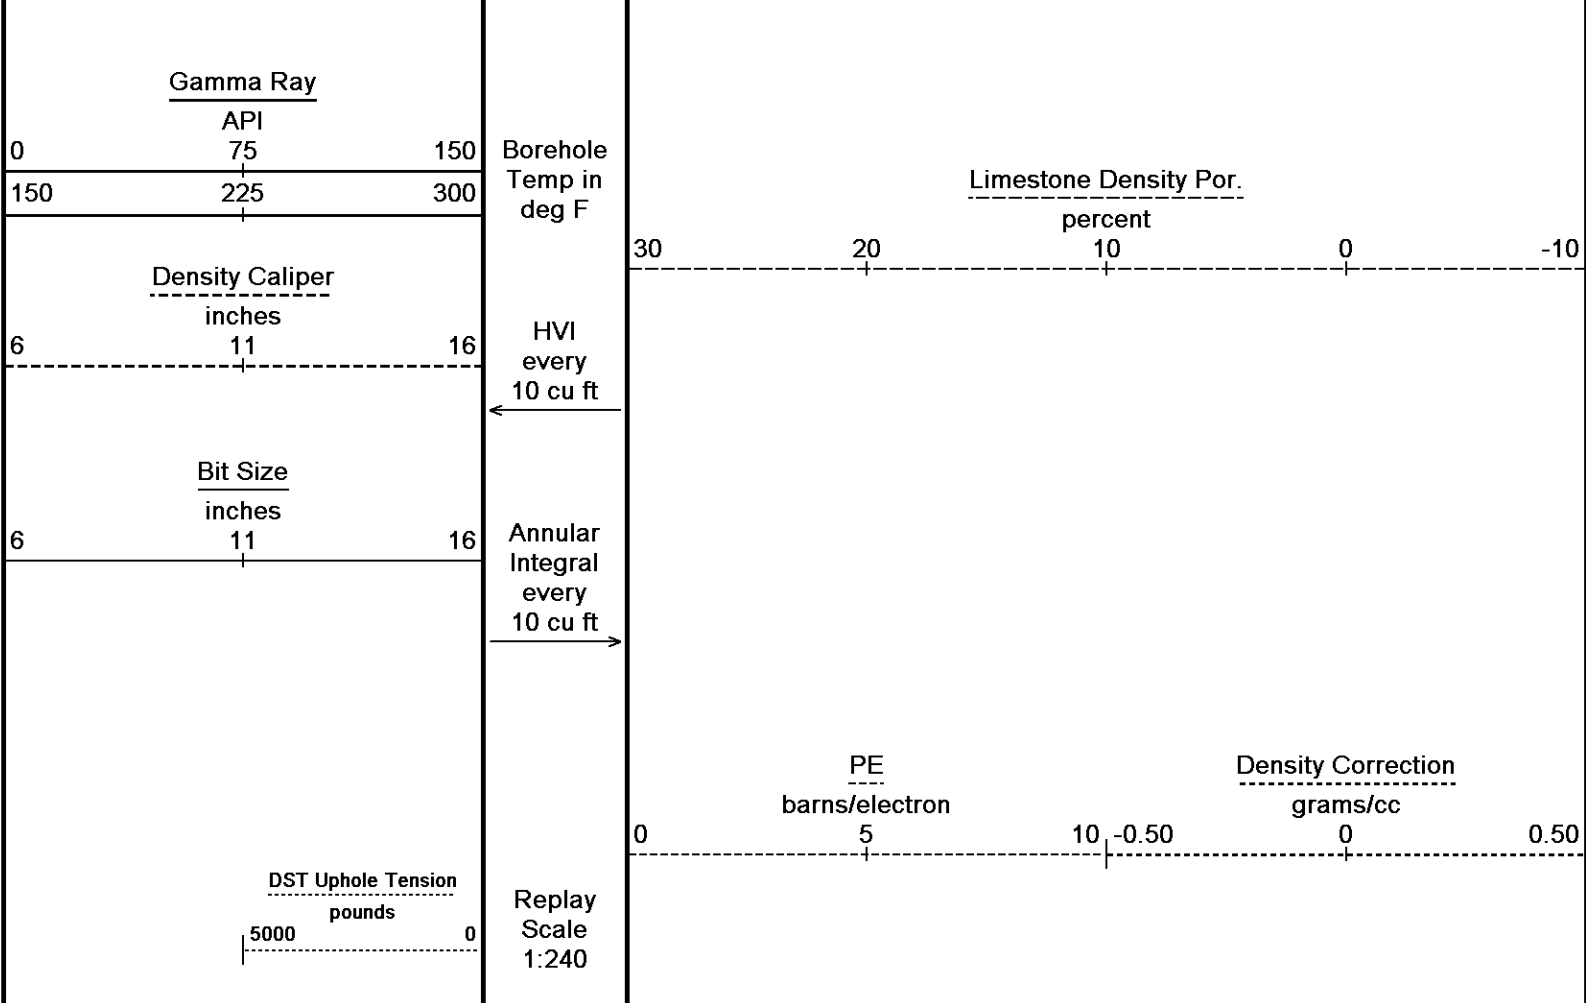 Gamma Ray
API
0 75 150
150 225 300
Density Caliper
inches
6 11 16
Bit Size
inches
6 11 16
DST Uphole Tension
pounds
5000 0
Borehole
Temp in
deg F
HVI
every
10 cu ft
Annular
Integral
every
10 cu ft
Replay
Scale
1:240
Limestone Density Por.
percent
30 20 10 0 -10
PE
barns/electron
0 5 10
Density Correction
grams/cc
-0.50 0 0.50